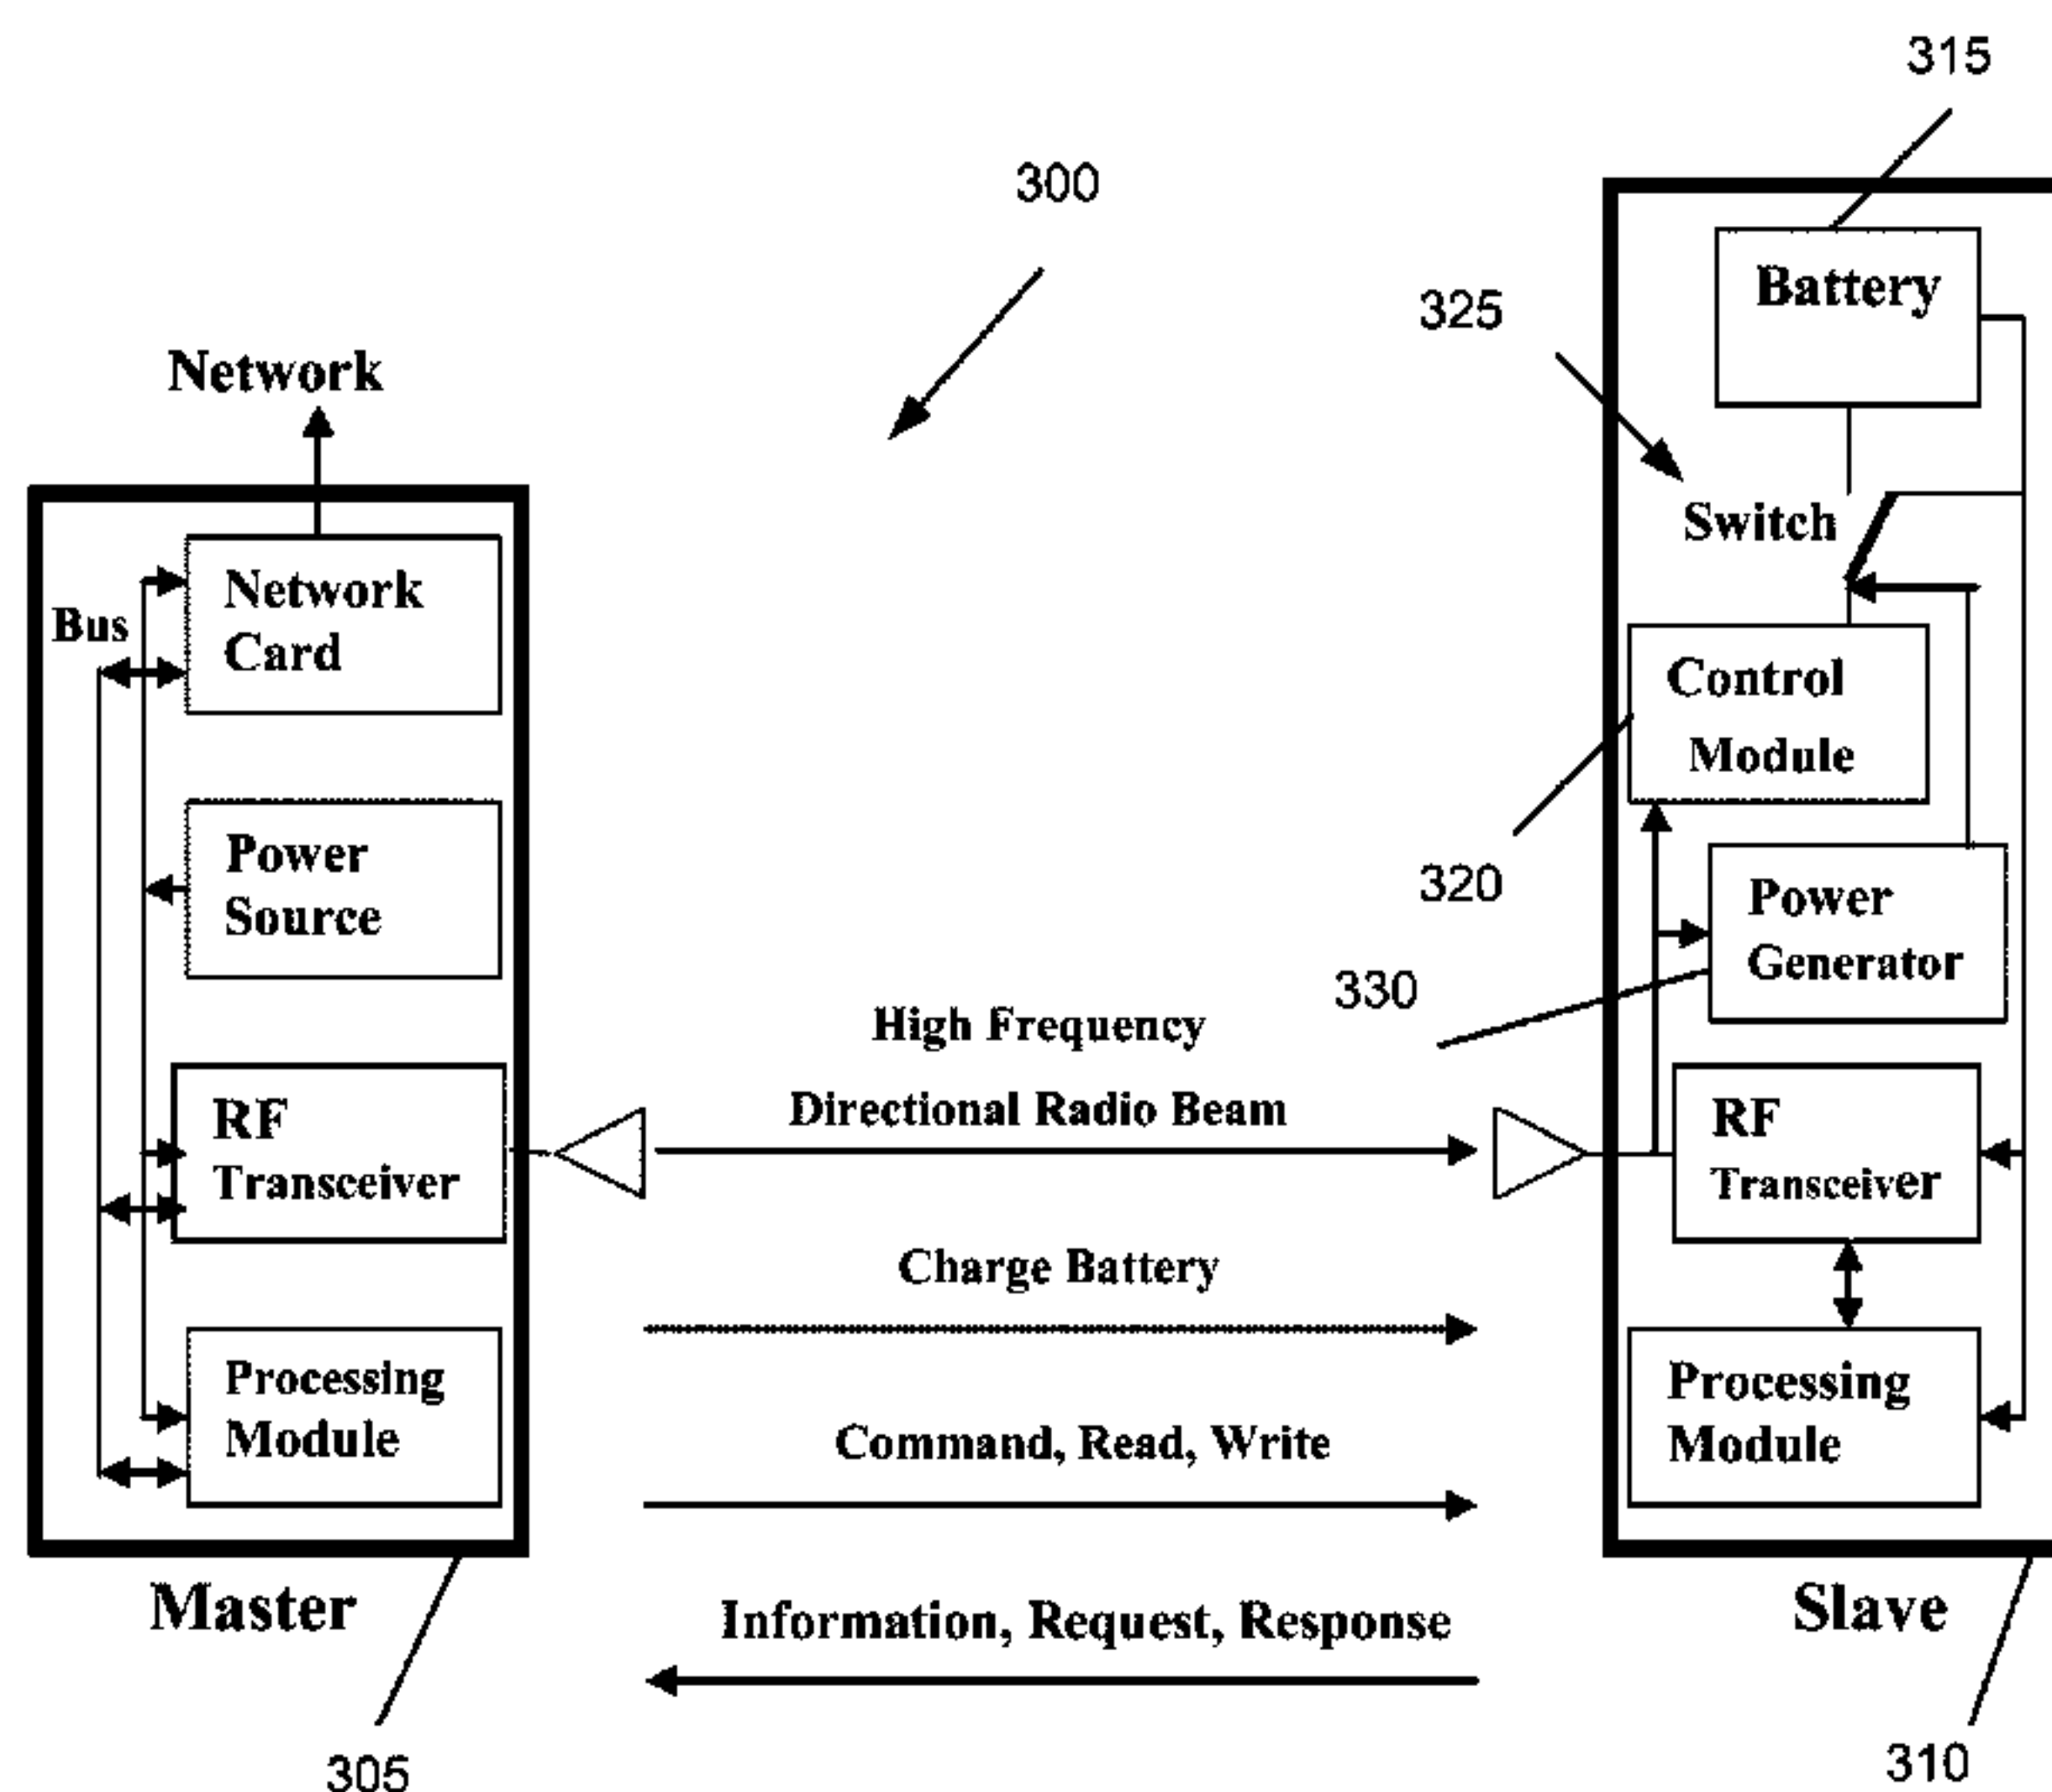 315
300
325
Battery
Network
Switch
Network
Card
Bus
Control
Module
Power
Source
320
Power
Generator
330
High Frequency
Directional Radio Beam
RF
Transceiver
RF
Transceiver
Charge Battery
Processing
Module
Command, Read, Write
Processing
Module
Master
Information, Request, Response
Slave
305
310